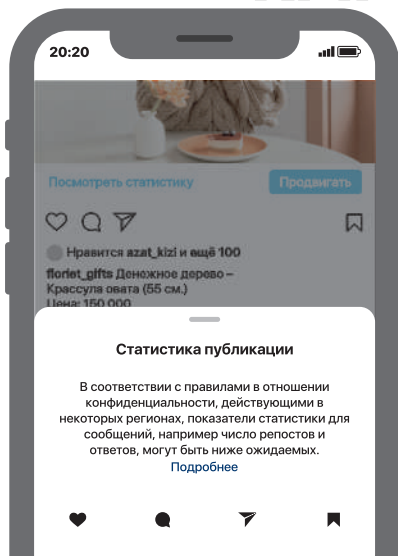 20:20
Посмотреть статистику
Продвигать
Нравится azat_kizi и ещё 100
florist_gifts Денежное дерево –
Крассула овата (55 см.)
Цена: 150 000
Статистика публикации
В соответствии с правилами в отношении
конфиденциальности, действующими в
некоторых регионах, показатели статистики для
сообщений, например число репостов и
ответов, могут быть ниже ожидаемых.
Подробнее